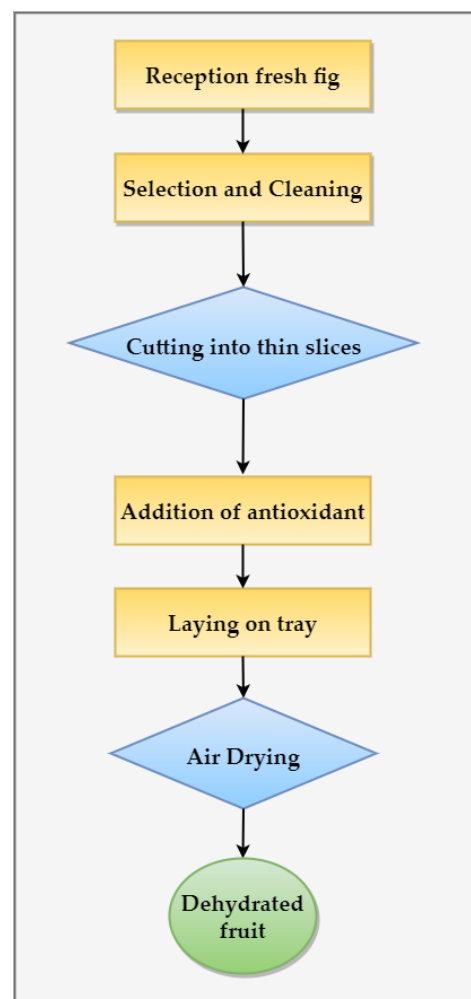 Reception fresh fig
Selection and Cleaning
Cutting into thin slices
Addition of antioxidant
Laying on tray
Air Drying
Dehydrated
fruit